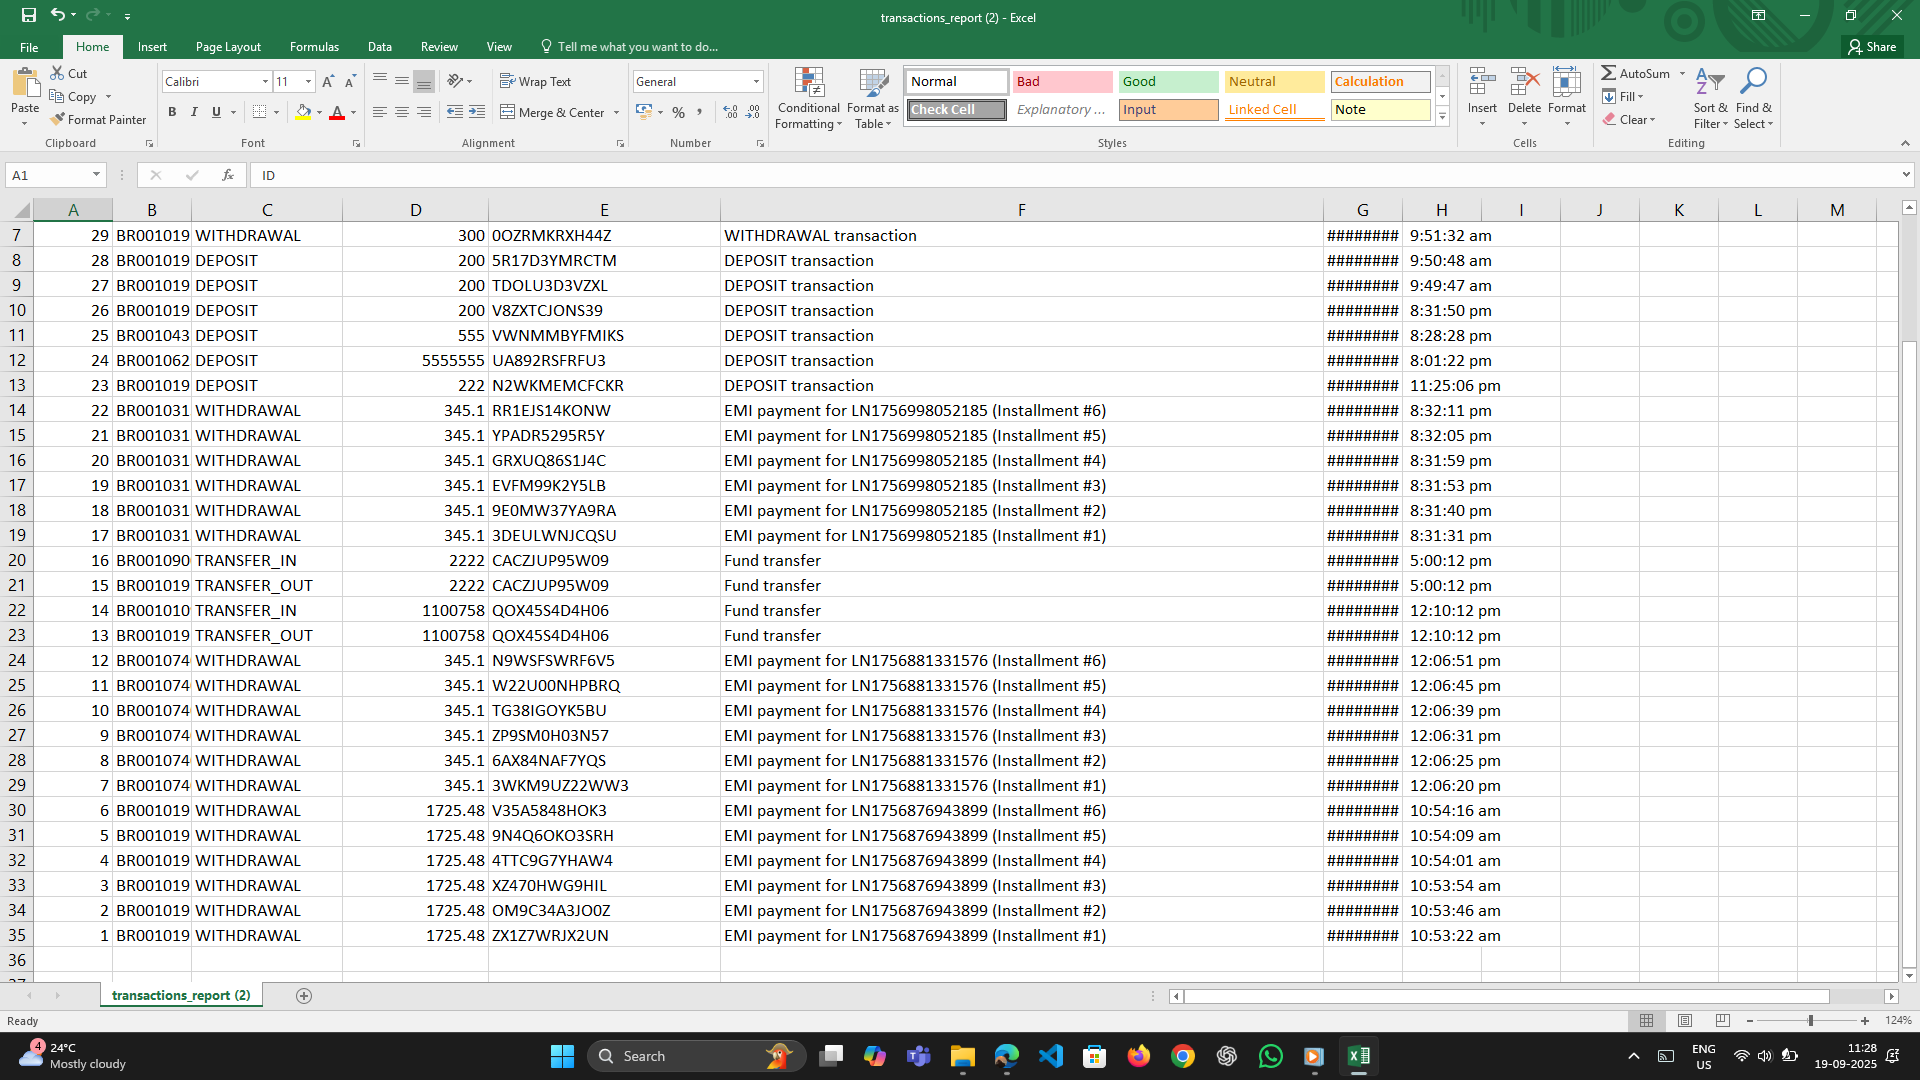 transactions_report (2) - Excel
File Home Insert Page Layout Formulas Data Review View Tell me what you want to do... Share
Paste
Cut
Copy
Format Painter
Clipboard
Calibri 11
B I U
Font
Wrap Text
Merge & Center
Alignment
General
Number
Conditional Formatting
Format as Table
Normal Bad Good Neutral Calculation
Check Cell Explanatory ... Input Linked Cell Note
Styles
Insert Delete Format
Cells
AutoSum
Fill
Clear
Sort & Filter
Find & Select
Editing
A1 fx ID
A B C D E F G H I J K L M
7 29 BR001019 WITHDRAWAL 300 0OZRMKRXH44Z WITHDRAWAL transaction ######## 9:51:32 am
8 28 BR001019 DEPOSIT 200 5R17D3YMRCTM DEPOSIT transaction ######## 9:50:48 am
9 27 BR001019 DEPOSIT 200 TDOLU3D3VZXL DEPOSIT transaction ######## 9:49:47 am
10 26 BR001019 DEPOSIT 200 V8ZXTCJONS39 DEPOSIT transaction ######## 8:31:50 pm
11 25 BR001043 DEPOSIT 555 VWNMMBYFMIKS DEPOSIT transaction ######## 8:28:28 pm
12 24 BR001062 DEPOSIT 5555555 UA892RSFRFU3 DEPOSIT transaction ######## 8:01:22 pm
13 23 BR001019 DEPOSIT 222 N2WKMEMCFCKR DEPOSIT transaction ######## 11:25:06 pm
14 22 BR001031 WITHDRAWAL 345.1 RR1EJS14KONW EMI payment for LN1756998052185 (Installment #6) ######## 8:32:11 pm
15 21 BR001031 WITHDRAWAL 345.1 YPADR5295R5Y EMI payment for LN1756998052185 (Installment #5) ######## 8:32:05 pm
16 20 BR001031 WITHDRAWAL 345.1 GRXUQ86S1J4C EMI payment for LN1756998052185 (Installment #4) ######## 8:31:59 pm
17 19 BR001031 WITHDRAWAL 345.1 EVFM99K2Y5LB EMI payment for LN1756998052185 (Installment #3) ######## 8:31:53 pm
18 18 BR001031 WITHDRAWAL 345.1 9E0MW37YA9RA EMI payment for LN1756998052185 (Installment #2) ######## 8:31:40 pm
19 17 BR001031 WITHDRAWAL 345.1 3DEULWNJCQSU EMI payment for LN1756998052185 (Installment #1) ######## 8:31:31 pm
20 16 BR001090 TRANSFER_IN 2222 CACZJUP95W09 Fund transfer ######## 5:00:12 pm
21 15 BR001019 TRANSFER_OUT 2222 CACZJUP95W09 Fund transfer ######## 5:00:12 pm
22 14 BR001010 TRANSFER_IN 1100758 QOX45S4D4H06 Fund transfer ######## 12:10:12 pm
23 13 BR001019 TRANSFER_OUT 1100758 QOX45S4D4H06 Fund transfer ######## 12:10:12 pm
24 12 BR001074 WITHDRAWAL 345.1 N9WSFSWRF6V5 EMI payment for LN1756881331576 (Installment #6) ######## 12:06:51 pm
25 11 BR001074 WITHDRAWAL 345.1 W22U00NHPBRQ EMI payment for LN1756881331576 (Installment #5) ######## 12:06:45 pm
26 10 BR001074 WITHDRAWAL 345.1 TG38IGOYK5BU EMI payment for LN1756881331576 (Installment #4) ######## 12:06:39 pm
27 9 BR001074 WITHDRAWAL 345.1 ZP9SM0H03N57 EMI payment for LN1756881331576 (Installment #3) ######## 12:06:31 pm
28 8 BR001074 WITHDRAWAL 345.1 6AX84NAF7YQS EMI payment for LN1756881331576 (Installment #2) ######## 12:06:25 pm
29 7 BR001074 WITHDRAWAL 345.1 3WKM9UZ22WW3 EMI payment for LN1756881331576 (Installment #1) ######## 12:06:20 pm
30 6 BR001019 WITHDRAWAL 1725.48 V35A5848HOK3 EMI payment for LN1756876943899 (Installment #6) ######## 10:54:16 am
31 5 BR001019 WITHDRAWAL 1725.48 9N4Q6OKO3SRH EMI payment for LN1756876943899 (Installment #5) ######## 10:54:09 am
32 4 BR001019 WITHDRAWAL 1725.48 4TTC9G7YHAW4 EMI payment for LN1756876943899 (Installment #4) ######## 10:54:01 am
33 3 BR001019 WITHDRAWAL 1725.48 XZ470HWG9HIL EMI payment for LN1756876943899 (Installment #3) ######## 10:53:54 am
34 2 BR001019 WITHDRAWAL 1725.48 OM9C34A3JO0Z EMI payment for LN1756876943899 (Installment #2) ######## 10:53:46 am
35 1 BR001019 WITHDRAWAL 1725.48 ZX1Z7WRJX2UN EMI payment for LN1756876943899 (Installment #1) ######## 10:53:22 am
36
transactions_report (2)
Ready 124%
4 24°C
Mostly cloudy
Search
ENG
US
11:28
19-09-2025